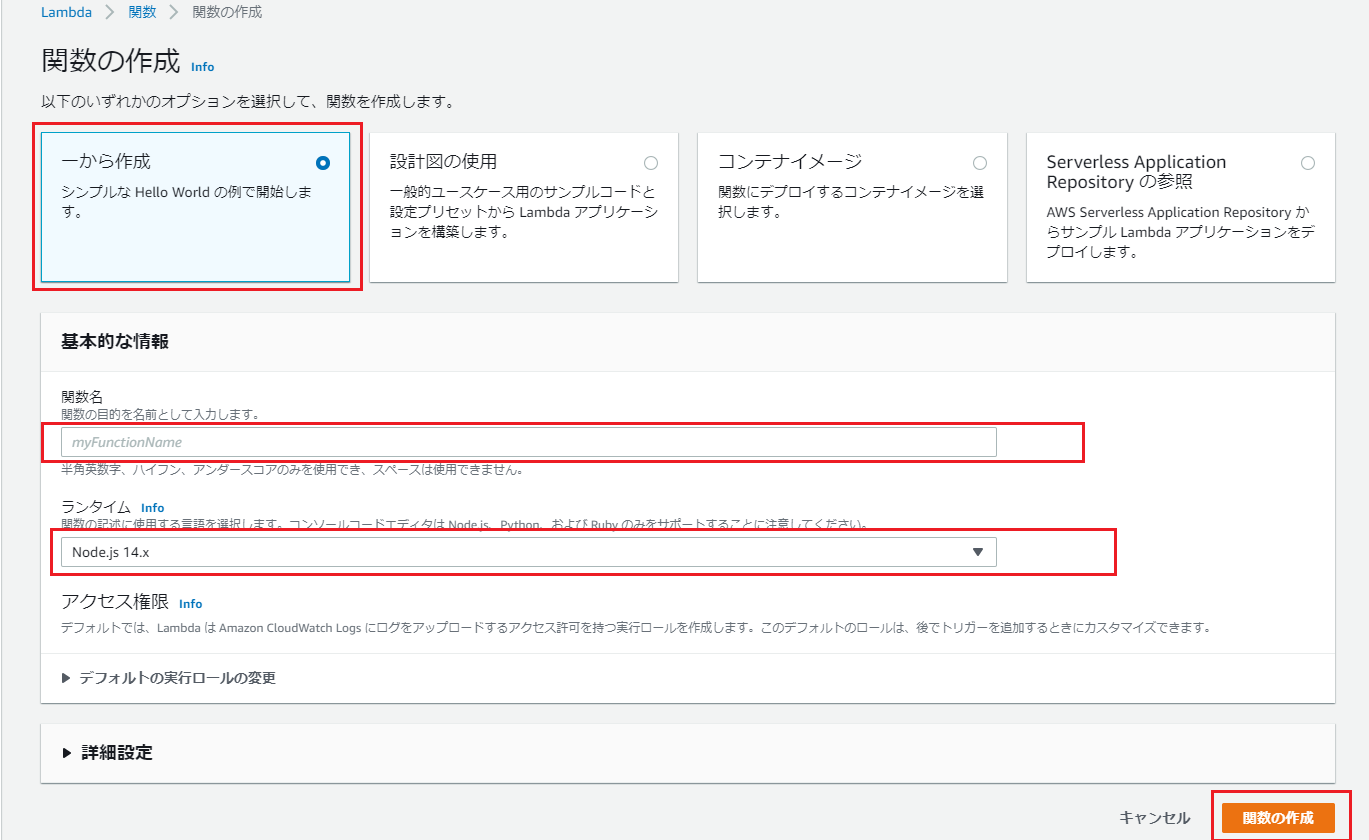 Lambda 関数 関数の作成
関数の作成 Info
以下のいずれかのオプションを選択して、関数を作成します。
一から作成
シンプルな Hello World の例で開始しま
す。
設計図の使用
一般的ユースケース用のサンプルコードと
設定プリセットから Lambda アプリケーシ
ョンを構築します。
コンテナイメージ
関数にデプロイするコンテナイメージを選
択します。
Serverless Application
Repository の参照
AWS Serverless Application Repository か
らサンプル Lambda アプリケーションをデ
プロイします。
基本的な情報
関数名
関数の目的を名前として入力します。
myFunctionName
半角英数字、ハイフン、アンダースコアのみを使用でき、スペースは使用できません。
ランタイム Info
関数の記述に使用する言語を選択します。コンソールコードエディタは Node.js、Python、および Ruby のみをサポートすることに注意してください。
Node.js 14.x
アクセス権限 Info
デフォルトでは、Lambda は Amazon CloudWatch Logs にログをアップロードするアクセス許可を持つ実行ロールを作成します。このデフォルトのロールは、後でトリガーを追加するときにカスタマイズできます。
デフォルトの実行ロールの変更
詳細設定
キャンセル 関数の作成